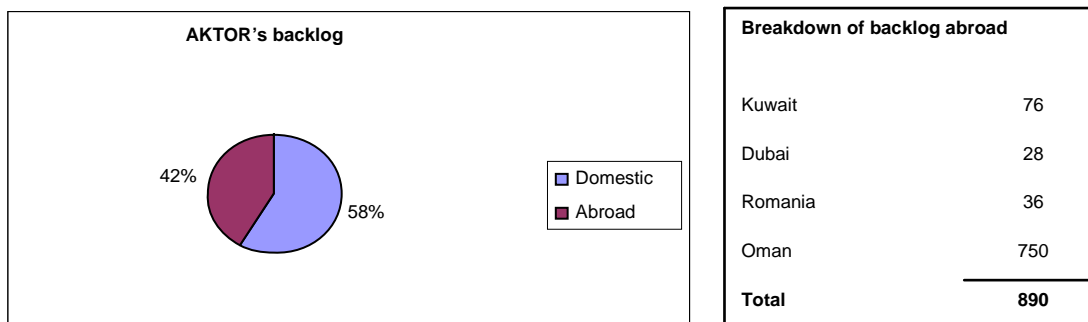 AKTOR's backlog
42%
58%
Domestic
Abroad
Breakdown of backlog abroad
Kuwait 76
Dubai 28
Romania 36
Oman 750
Total 890